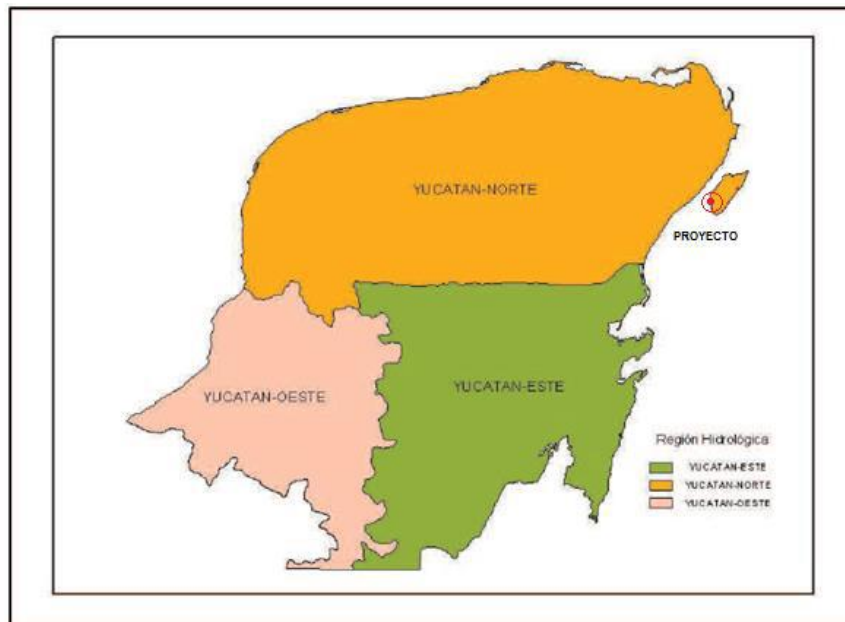 YUCATAN-NORTE
PROYECTO
YUCATAN-OESTE
YUCATAN-ESTE
Región Hidrológica
YUCATAN-ESTE
YUCATAN-NORTE
YUCATAN-OESTE